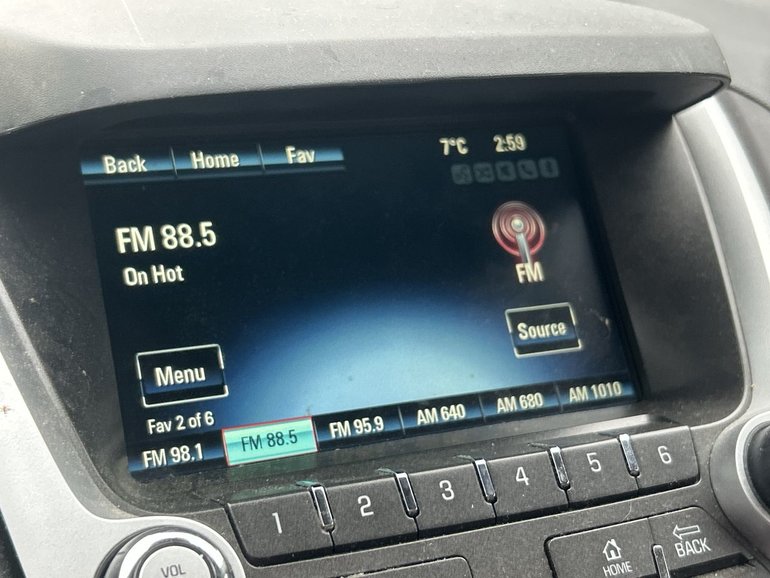 Back Home Fav 7°C 2:59
FM 88.5
On Hot
FM
Menu
Source
Fav 2 of 6
FM 98.1 FM 88.5 FM 95.9 AM 640 AM 680 AM 1010
1 2 3 4 5 6
VOL
HOME
BACK